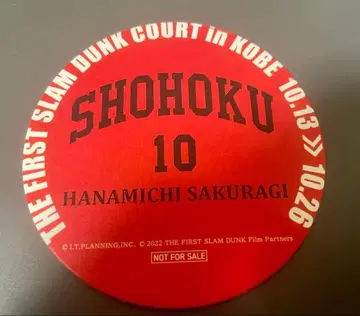 THE FIRST SLAM DUNK COURT in KOBE 10.13 >> 10.26
SHOHOKU
10
HANAMICHI SAKURAGI
© I.T.PLANNING,INC. © 2022 THE FIRST SLAM DUNK Film Partners
NOT FOR SALE